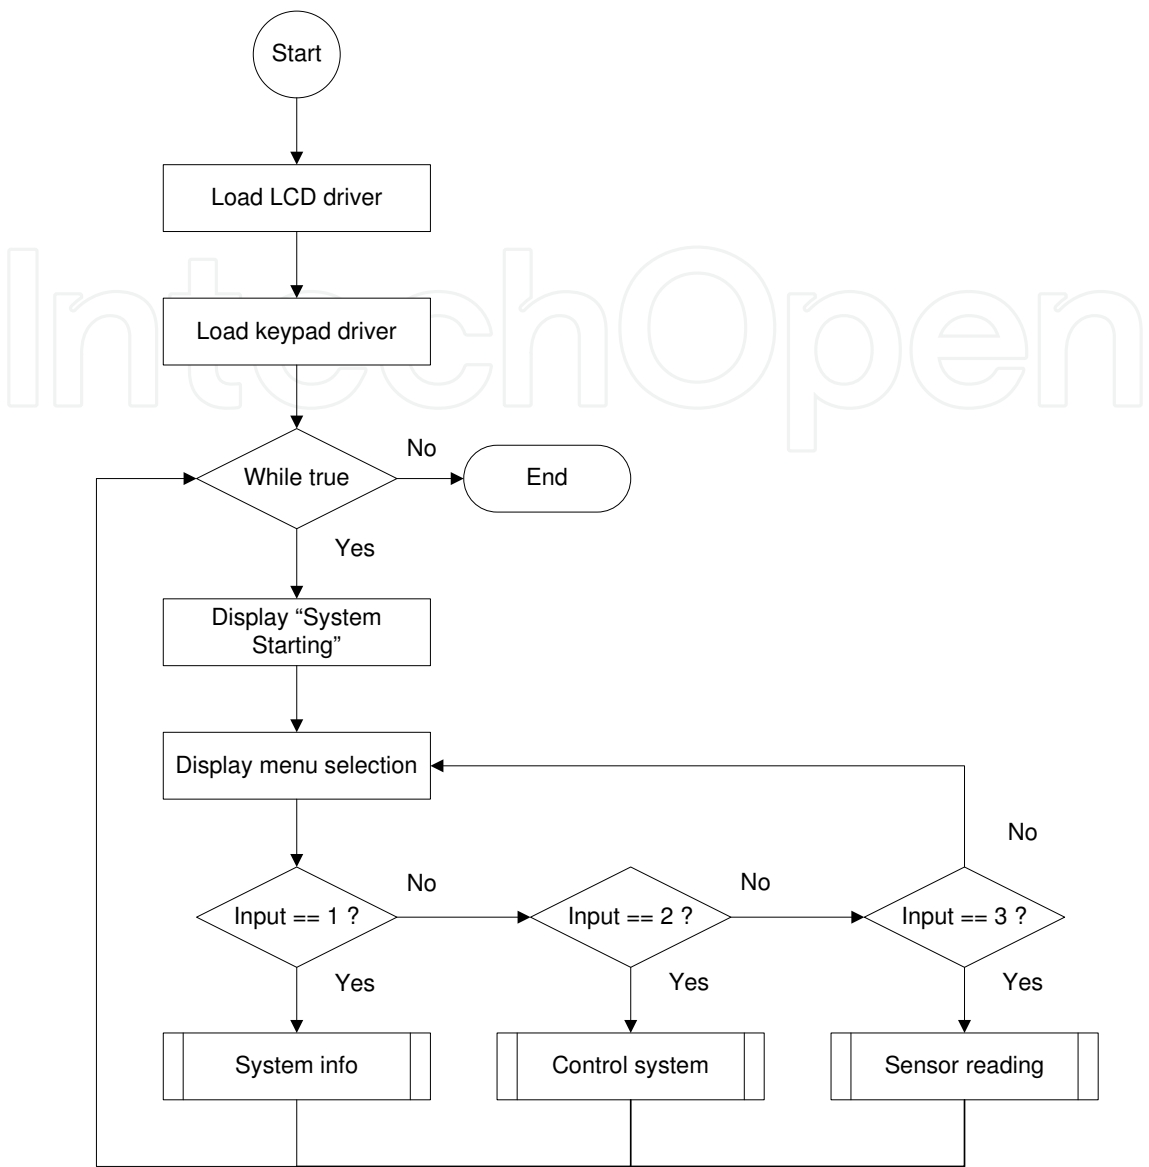 Start
Load LCD driver
IntechOpen
Load keypad driver
No
While true
End
Yes
Display “System
Starting”
Display menu selection
No
No
No
Input == 1 ?
Input == 2 ?
Input == 3 ?
Yes
Yes
Yes
System info
Control system
Sensor reading